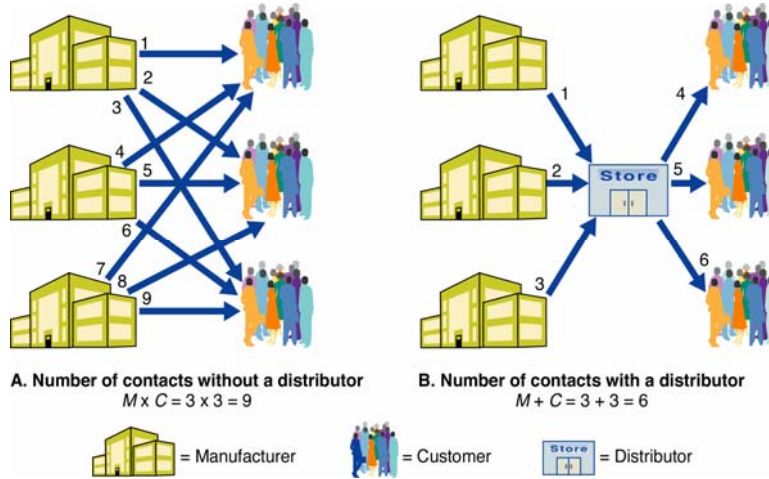 1
2
3
4
5
6
7
8
9
1
2
3
4
5
6
Store
A. Number of contacts without a distributor
M x C = 3 x 3 = 9
B. Number of contacts with a distributor
M + C = 3 + 3 = 6
= Manufacturer
= Customer
Store
= Distributor